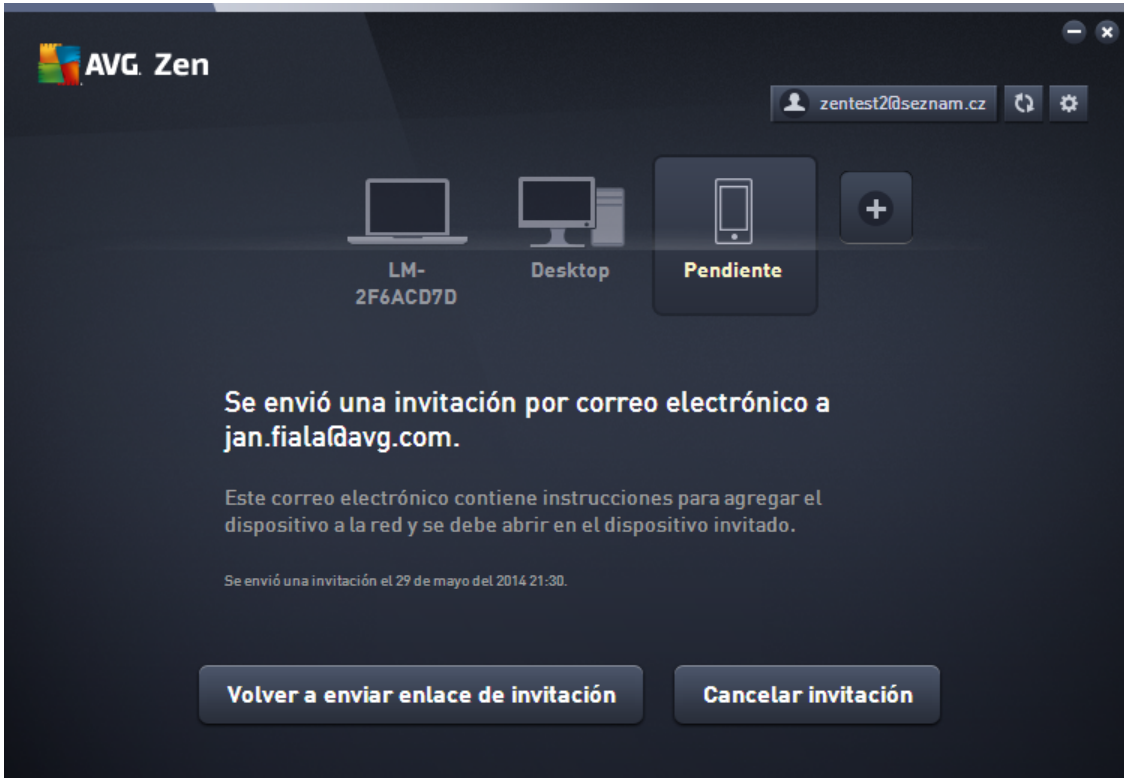 AVG. Zen
zentest2@seznam.cz
LM-
2F6ACD7D
Desktop
Pendiente
Se envió una invitación por correo electrónico a
jan.fiala@avg.com.
Este correo electrónico contiene instrucciones para agregar el
dispositivo a la red y se debe abrir en el dispositivo invitado.
Se envió una invitación el 29 de mayo del 2014 21:30.
Volver a enviar enlace de invitación
Cancelar invitación